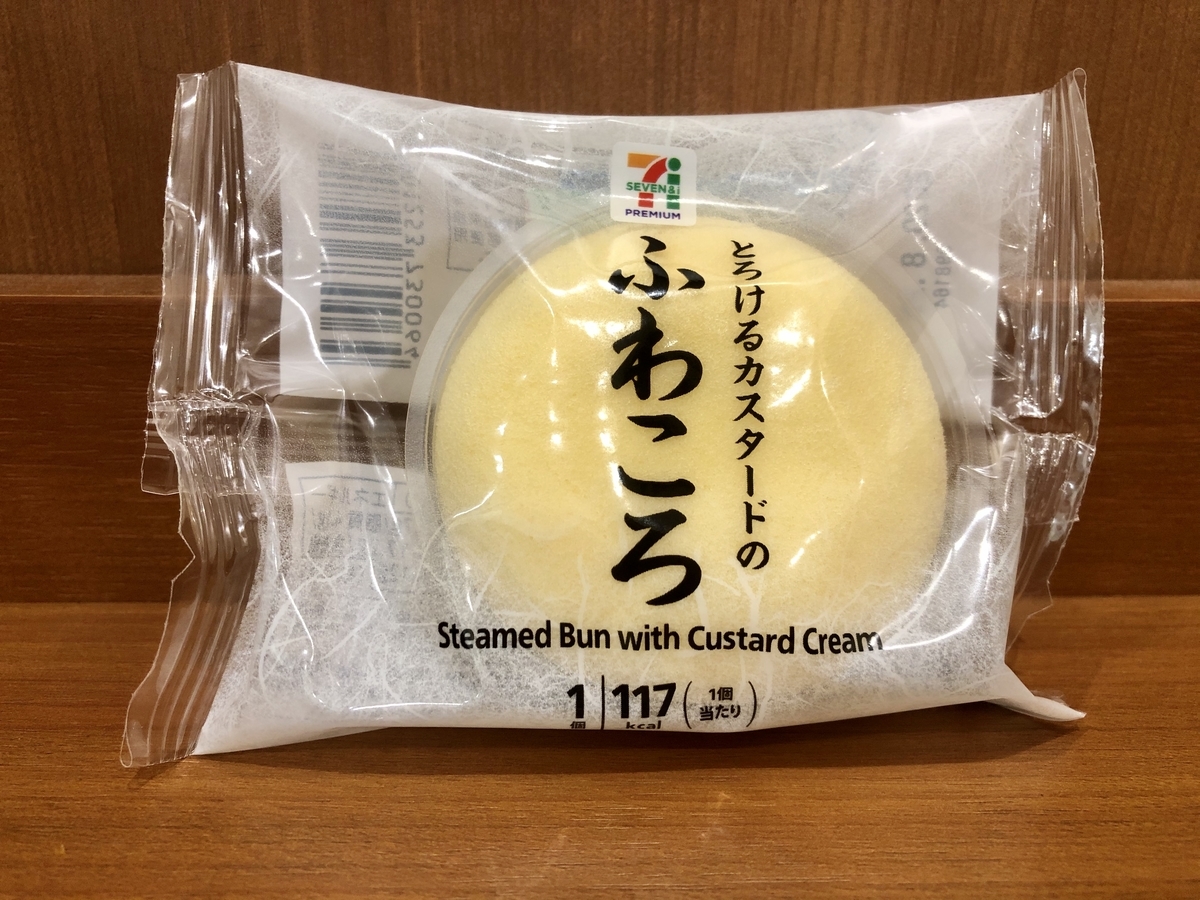 7i
SEVEN&i
PREMIUM
とろけるカスタードの
ふわころ
Steamed Bun with Custard Cream
1個
117kcal
(1個当たり)